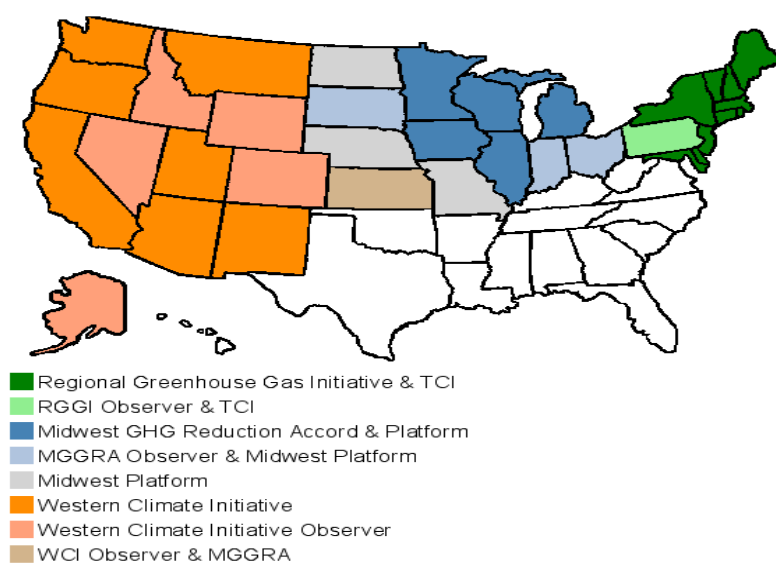 Regional Greenhouse Gas Initiative & TCI
RGGI Observer & TCI
Midwest GHG Reduction Accord & Platform
MGGRA Observer & Midwest Platform
Midwest Platform
Western Climate Initiative
Western Climate Initiative Observer
WCI Observer & MGGRA